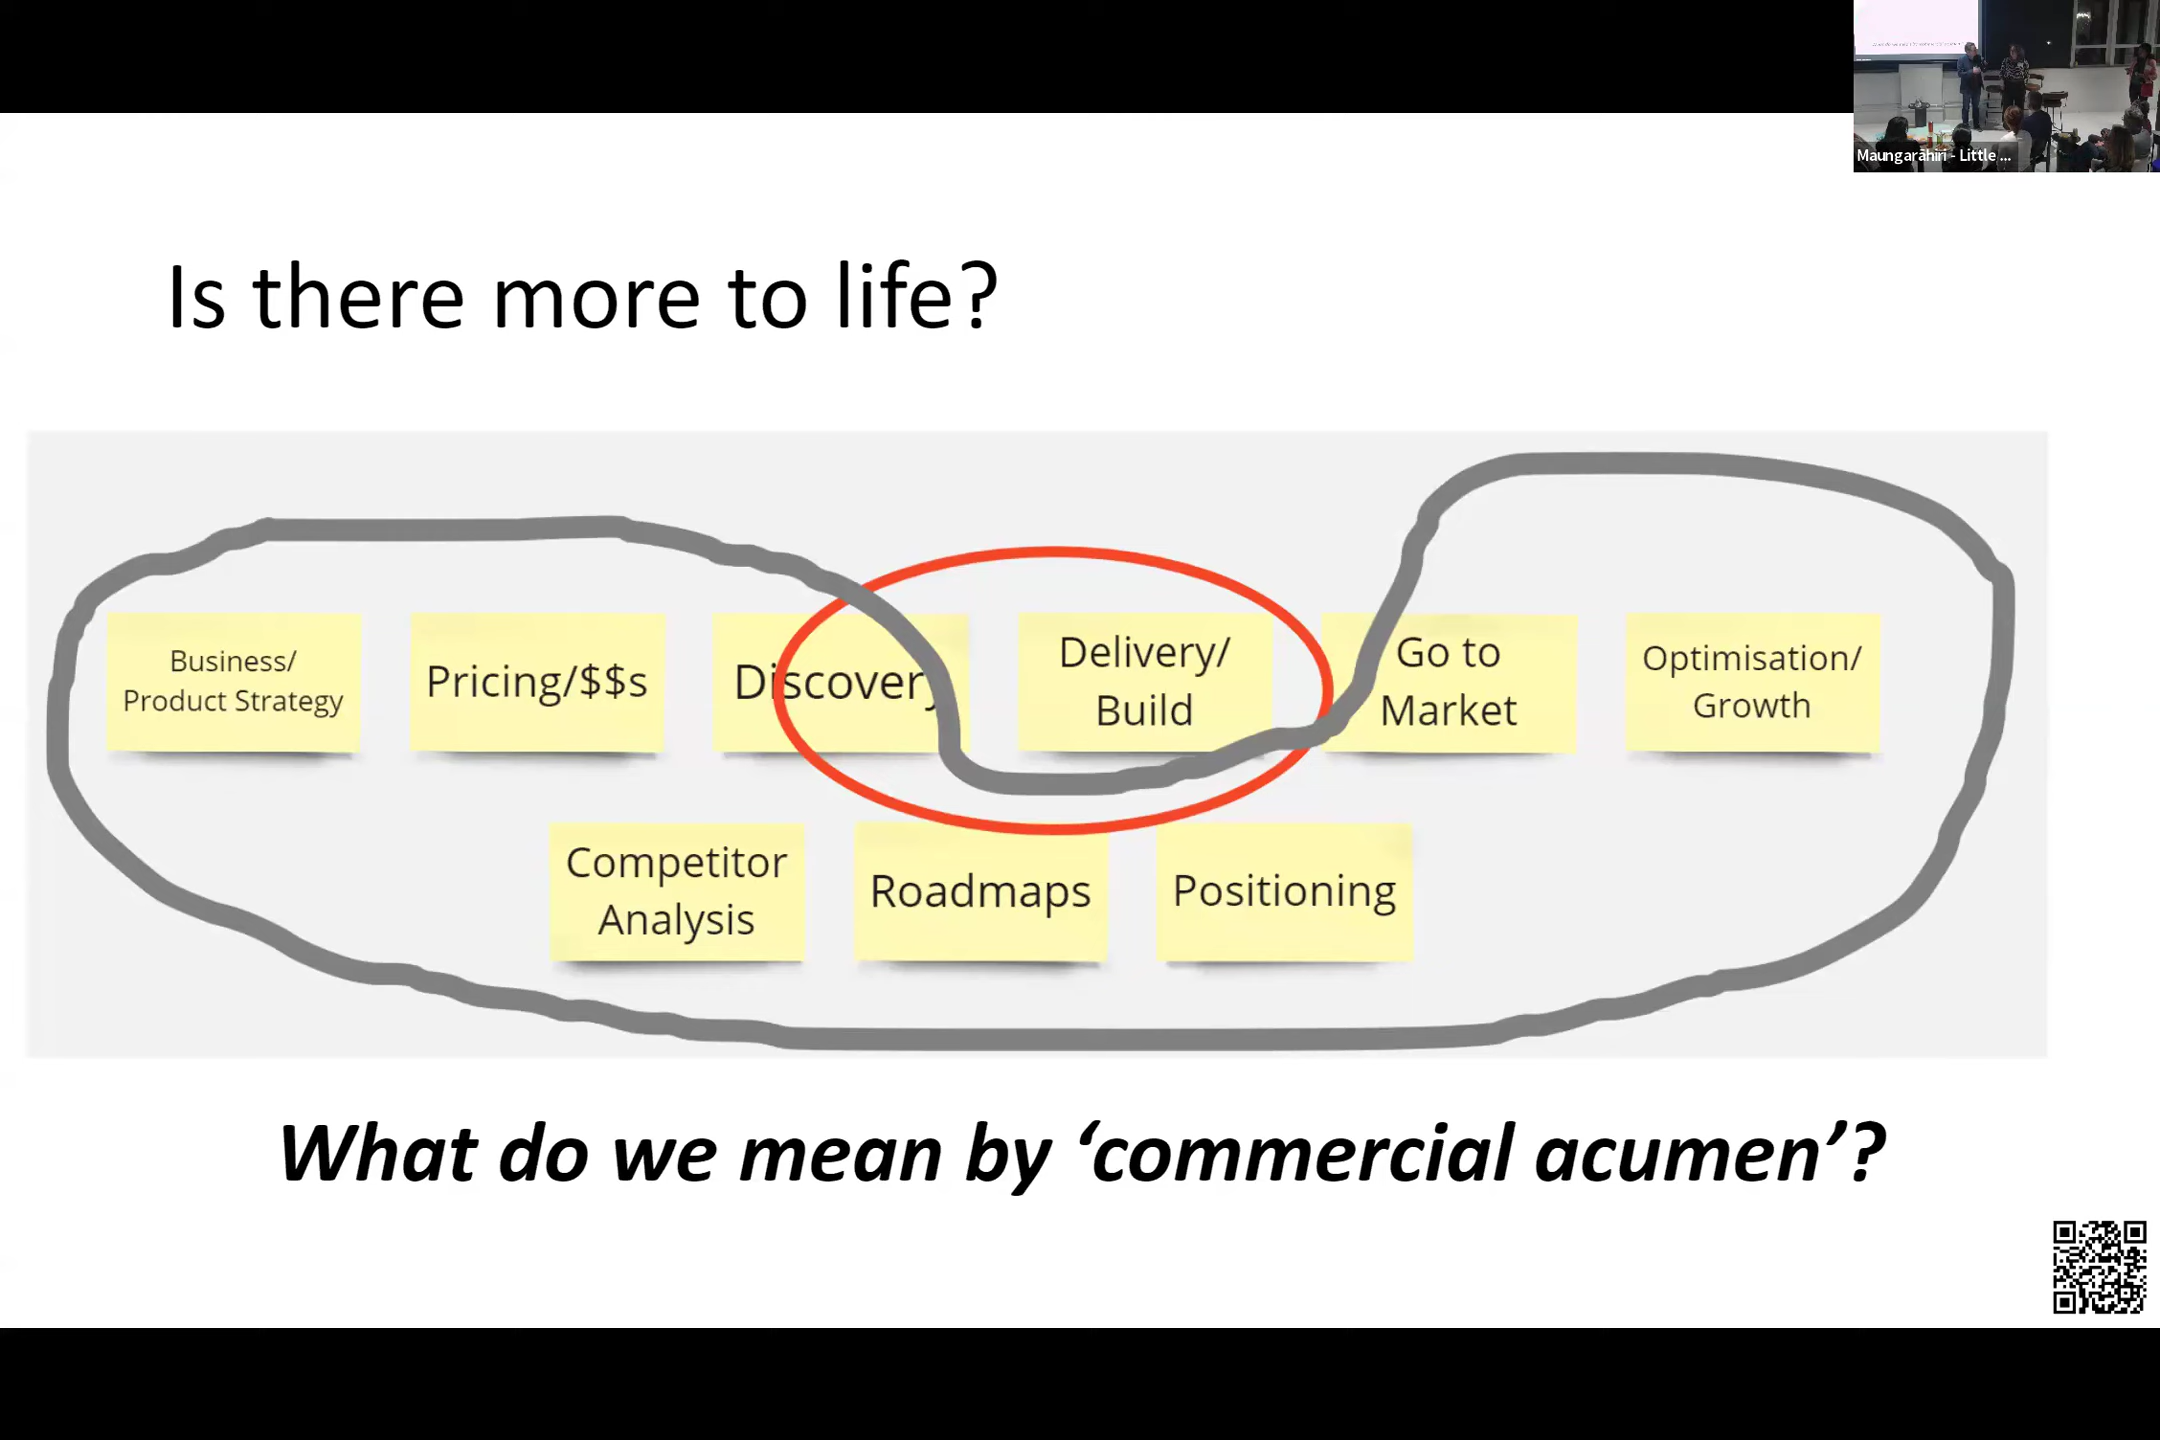 Maungarāhiri - Little ...
Is there more to life?
Business/
Product Strategy
Pricing/$$s
Discovery
Delivery/
Build
Go to
Market
Optimisation/
Growth
Competitor
Analysis
Roadmaps
Positioning
What do we mean by ‘commercial acumen’?